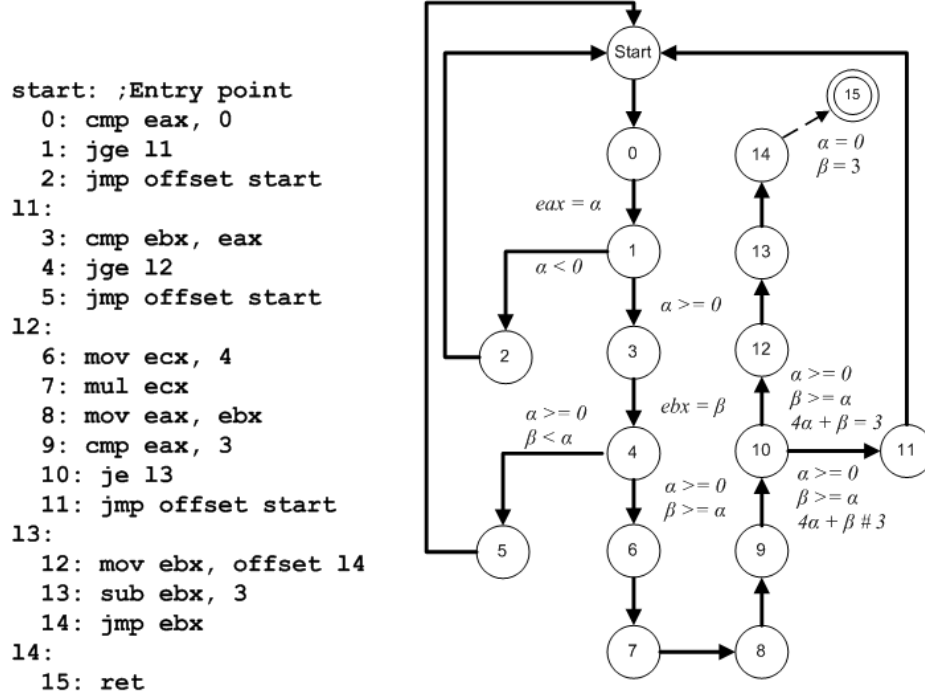 start: ;Entry point
0: cmp eax, 0
1: jge l1
2: jmp offset start
l1:
3: cmp ebx, eax
4: jge l2
5: jmp offset start
l2:
6: mov ecx, 4
7: mul ecx
8: mov eax, ebx
9: cmp eax, 3
10: je l3
11: jmp offset start
l3:
12: mov ebx, offset l4
13: sub ebx, 3
14: jmp ebx
l4:
15: ret
Start
0
eax = α
1
α < 0
α >= 0
2
3
ebx = β
α >= 0
β < α
4
α >= 0
β >= α
5
6
7
8
9
10
α >= 0
β >= α
4α + β = 3
α >= 0
β >= α
4α + β # 3
11
12
13
14
α = 0
β = 3
15